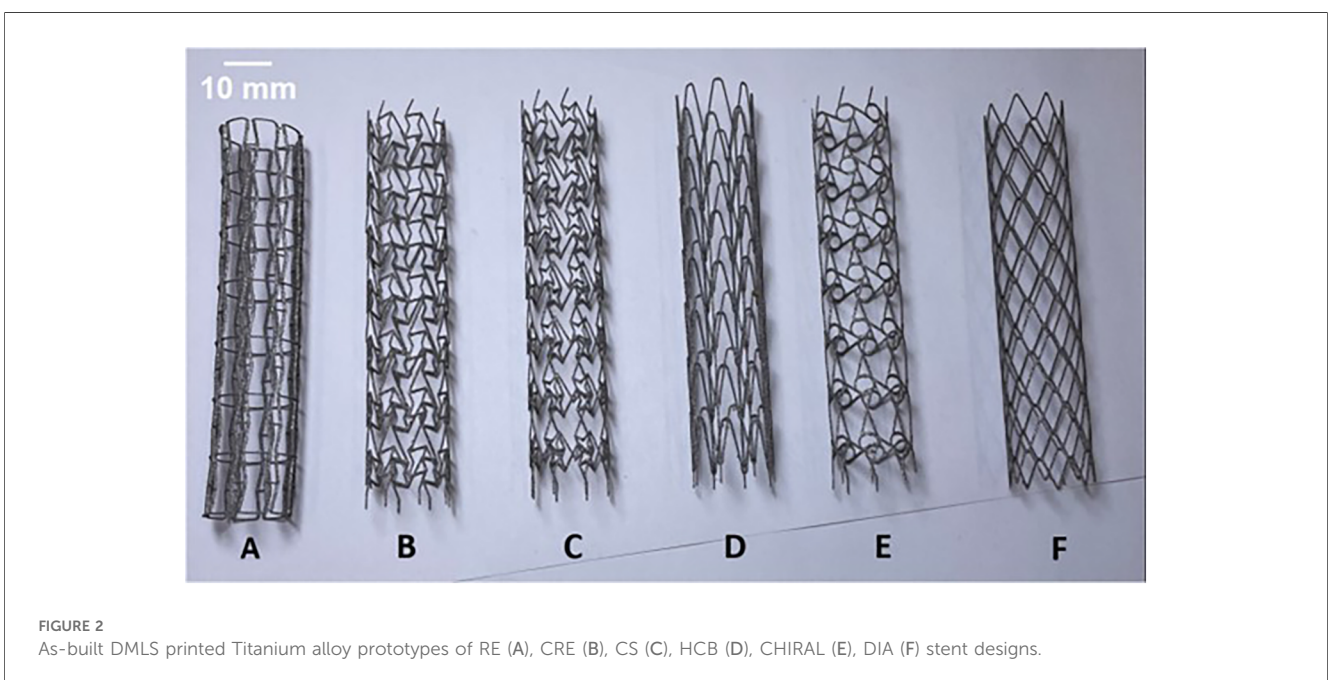 10 mm
A B C D E F
FIGURE 2
As-built DMLS printed Titanium alloy prototypes of RE (A), CRE (B), CS (C), HCB (D), CHIRAL (E), DIA (F) stent designs.